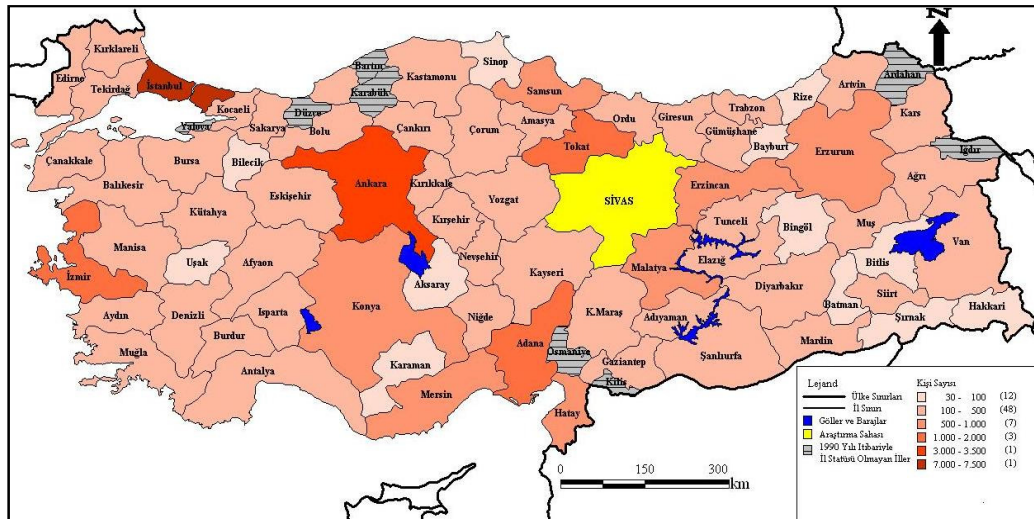 N
Kırklareli
Edirne
Tekirdağ
İstanbul
Kocaeli
Yalova
Sakarya
Düzce
Bolu
Bartın
Karabük
Kastamonu
Sinop
Çankırı
Samsun
Amasya
Çorum
Tokat
Ordu
Giresun
Trabzon
Gümüşhane
Bayburt
Rize
Artvin
Ardahan
Kars
Iğdır
Erzurum
Ağrı
Çanakkale
Balıkesir
Bursa
Bilecik
Kütahya
Eskişehir
Ankara
Kırıkkale
Kırşehir
Yozgat
SİVAS
Erzincan
Tunceli
Bingöl
Muş
Van
Bitlis
Manisa
İzmir
Uşak
Afyaon
Konya
Aksaray
Nevşehir
Kayseri
Malatya
Elazığ
Diyarbakır
Batman
Siirt
Şırnak
Hakkari
Aydın
Denizli
Isparta
Burdur
Muğla
Antalya
Karaman
Niğde
Mersin
Adana
Osmaniye
K.Maraş
Adıyaman
Gaziantep
Kilis
Hatay
Şanlıurfa
Mardin
0 150 300
km
Lejand
Ülke Sınırları
İl Sınırı
Göller ve Barajlar
Araştırma Sahası
1990 Yılı İtibariyle
İl Statüsü Olmayan İller
Kişi Sayısı
30 - 100 (12)
100 - 500 (48)
500 - 1.000 (7)
1.000 - 2.000 (3)
3.000 - 3.500 (1)
7.000 - 7.500 (1)